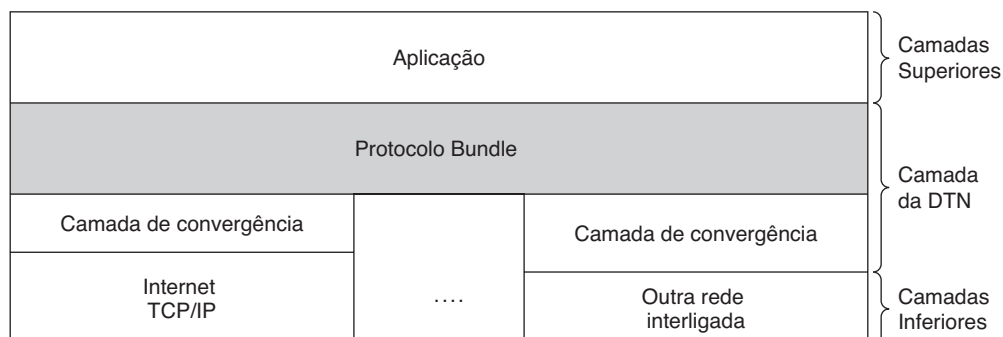 Aplicação
Camadas
Superiores
Protocolo Bundle
Camada
da DTN
Camada de convergência
Camada de convergência
Internet
TCP/IP
....
Outra rede
interligada
Camadas
Inferiores